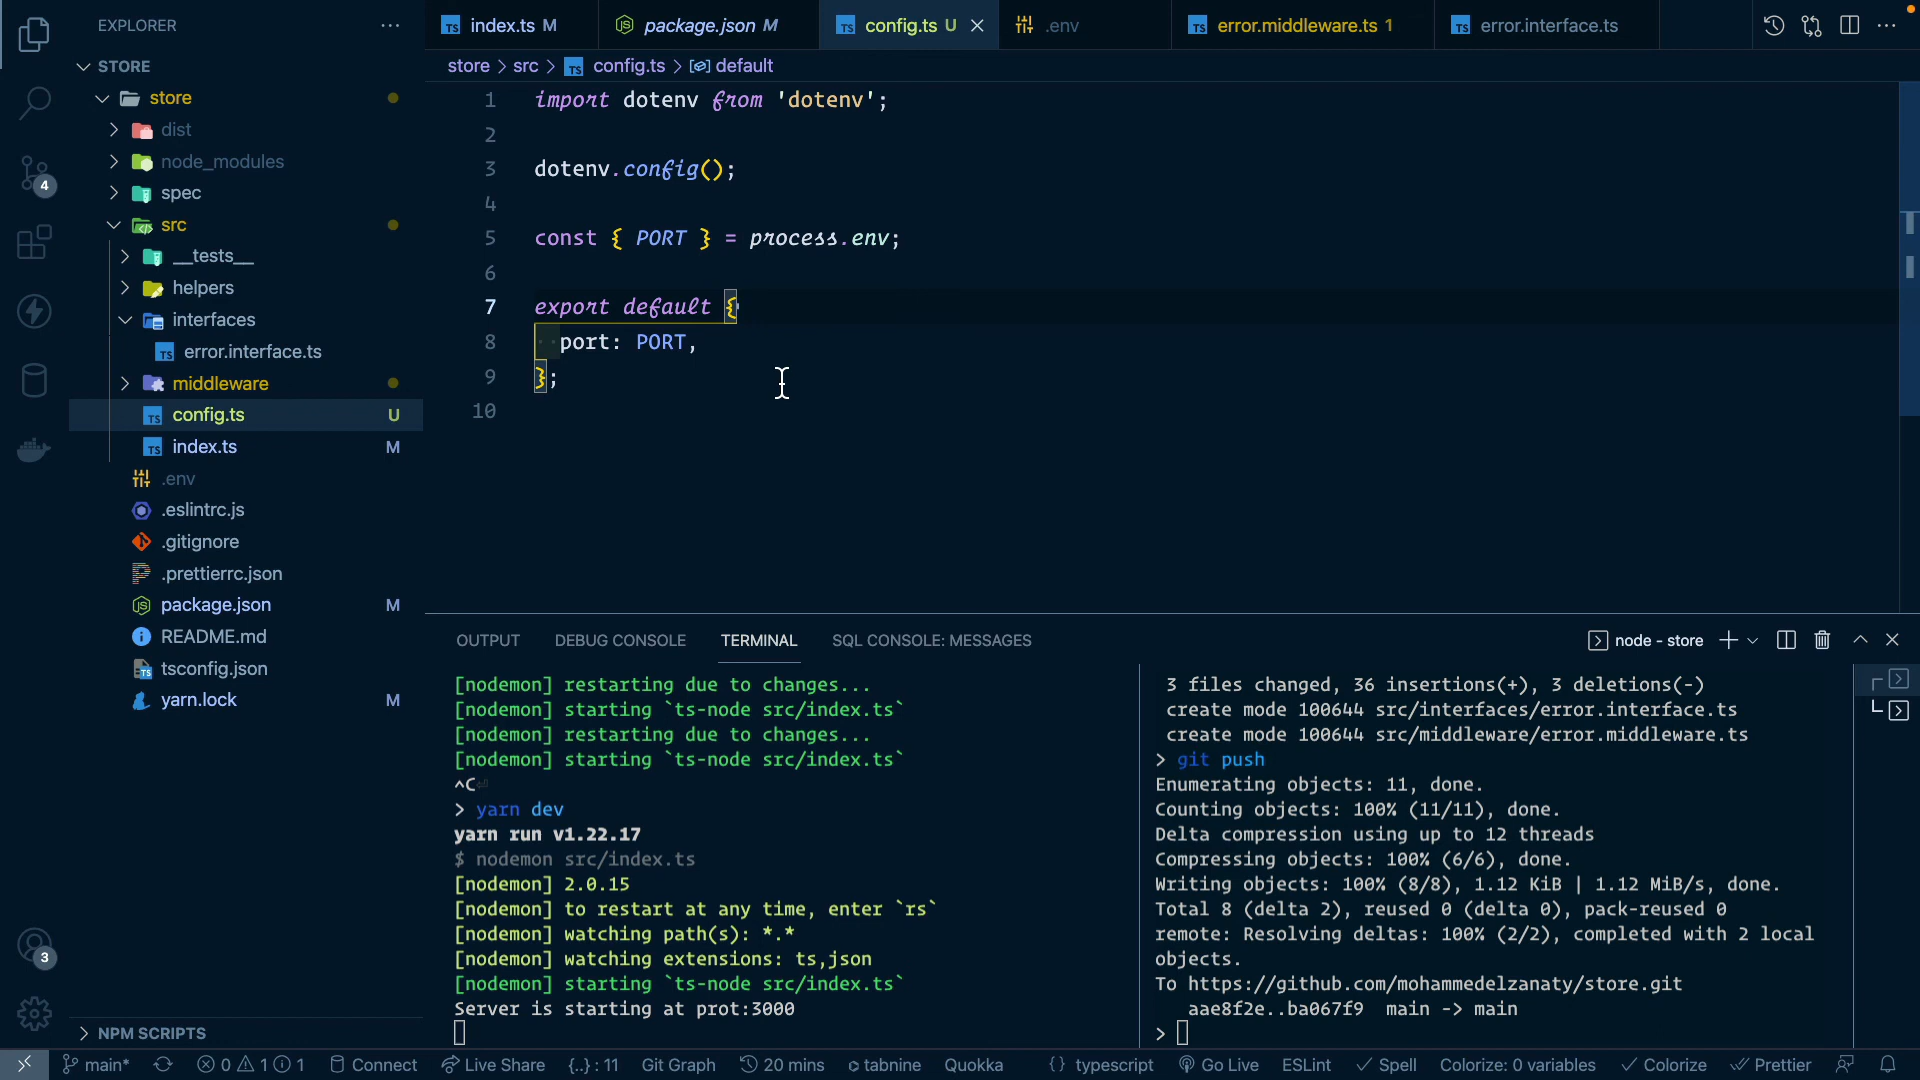 EXPLORER
STORE
store
dist
node_modules
spec
src
__tests__
helpers
interfaces
error.interface.ts
middleware
config.ts U
index.ts M
.env
.eslintrc.js
.gitignore
.prettierrc.json
package.json M
README.md
tsconfig.json
yarn.lock M
NPM SCRIPTS
4
3
index.ts M
package.json M
config.ts U
.env
error.middleware.ts 1
error.interface.ts
store > src > TS config.ts > default
1 import dotenv from 'dotenv';
2
3 dotenv.config();
4
5 const { PORT } = process.env;
6
7 export default {
8 port: PORT,
9 };
10
OUTPUT DEBUG CONSOLE TERMINAL SQL CONSOLE: MESSAGES
node - store
[nodemon] restarting due to changes...
[nodemon] starting `ts-node src/index.ts`
[nodemon] restarting due to changes...
[nodemon] starting `ts-node src/index.ts`
^C
> yarn dev
yarn run v1.22.17
$ nodemon src/index.ts
[nodemon] 2.0.15
[nodemon] to restart at any time, enter `rs`
[nodemon] watching path(s): *.*
[nodemon] watching extensions: ts,json
[nodemon] starting `ts-node src/index.ts`
Server is starting at prot:3000
3 files changed, 36 insertions(+), 3 deletions(-)
create mode 100644 src/interfaces/error.interface.ts
create mode 100644 src/middleware/error.middleware.ts
> git push
Enumerating objects: 11, done.
Counting objects: 100% (11/11), done.
Delta compression using up to 12 threads
Compressing objects: 100% (6/6), done.
Writing objects: 100% (8/8), 1.12 KiB | 1.12 MiB/s, done.
Total 8 (delta 2), reused 0 (delta 0), pack-reused 0
remote: Resolving deltas: 100% (2/2), completed with 2 local
objects.
To https://github.com/mohammedelzanaty/store.git
aae8f2e..ba067f9 main -> main
>
main* 0 1 1 Connect Live Share {..} : 11 Git Graph 20 mins tabnine Quokka {} typescript Go Live ESLint Spell Colorize: 0 variables Colorize Prettier